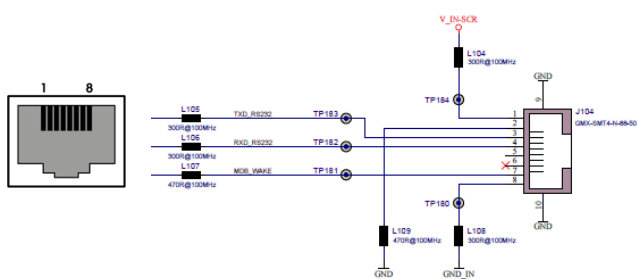 V_IN-SCR
L104
300R@100MHz
GND
9
J104
GMX-SMT4-N-88-50
1 8
TP184
L105
TXD_RS232
TP183
300R@100MHz
L106
RXD_RS232
TP182
300R@100MHz
L107
MDB_WAKE
TP181
470R@100MHz
1
2
3
4
5
6
7
8
TP180
10
GND
L109
470R@100MHz
L108
300R@100MHz
GND
GND_IN